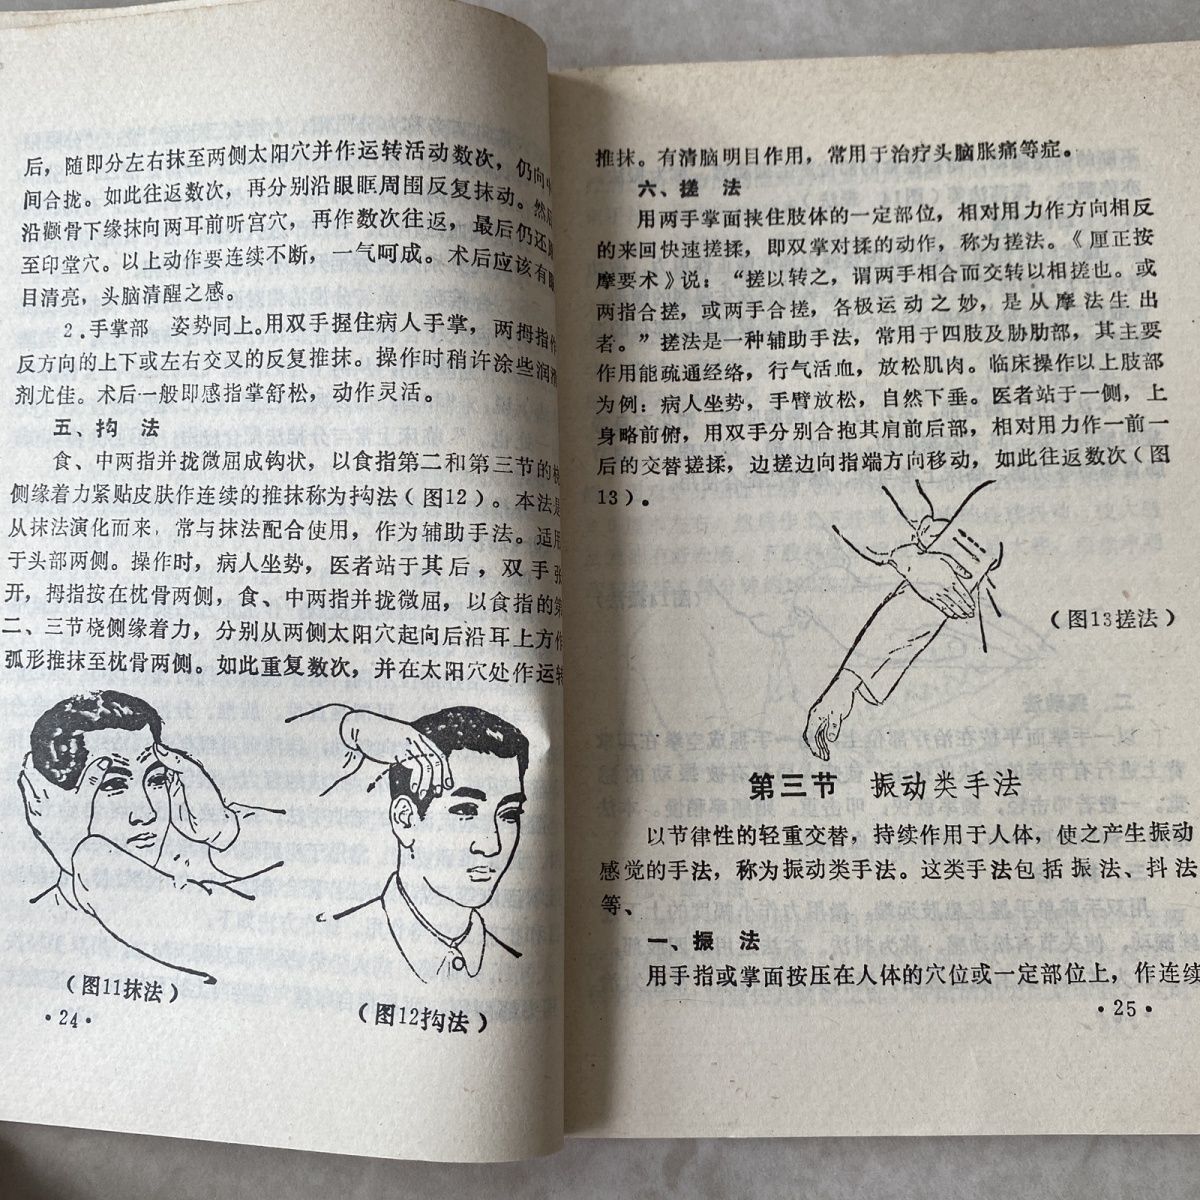 后，随即分左右抹至两侧太阳穴并作运转活动数次，仍向
间合拢。如此往返数次，再分别沿眼眶周围反复抹动。然后
沿颧骨下缘抹向两耳前听宫穴，再作数次往返，最后仍还原
至印堂穴。以上动作要连续不断，一气呵成。术后应该有眼
目清亮，头脑清醒之感。
2.手掌部 姿势同上。用双手握住病人手掌，两拇指作
反方向的上下或左右交叉的反复推抹。操作时稍许涂些润滑
剂尤佳。术后一般即感指掌舒松，动作灵活。
五、抅 法
食、中两指并拢微屈成钩状，以食指第二和第三节的桡
侧缘着力紧贴皮肤作连续的推抹称为抅法（图12）。本法是
从抹法演化而来，常与抹法配合使用，作为辅助手法。适用
于头部两侧。操作时，病人坐势，医者站于其后，双手张
开，拇指按在枕骨两侧，食、中两指并拢微屈，以食指的第
二、三节桡侧缘着力，分别从两侧太阳穴起向后沿耳上方作
弧形推抹至枕骨两侧。如此重复数次，并在太阳穴处作运转
（图11抹法）
（图12抅法）
·24·
推抹。有清脑明目作用，常用于治疗头脑胀痛等症。
六、搓 法
用两手掌面挟住肢体的一定部位，相对用力作方向相反
的来回快速搓揉，即双掌对揉的动作，称为搓法。《厘正按
摩要术》说：“搓以转之，谓两手相合而交转以相搓也。或
两指合搓，或两手合搓，各极运动之妙，是从摩法生出
者。”搓法是一种辅助手法，常用于四肢及胁肋部，其主要
作用能疏通经络，行气活血，放松肌肉。临床操作以上肢部
为例：病人坐势，手臂放松，自然下垂。医者站于一侧，上
身略前俯，用双手分别合抱其肩前后部，相对用力作一前一
后的交替搓揉，边搓边向指端方向移动，如此往返数次（图
13）。
（图13搓法）
第三节 振动类手法
以节律性的轻重交替，持续作用于人体，使之产生振动
感觉的手法，称为振动类手法。这类手法包括振法、抖法
等、
一、振 法
用手指或掌面按压在人体的穴位或一定部位上，作连续
·25·